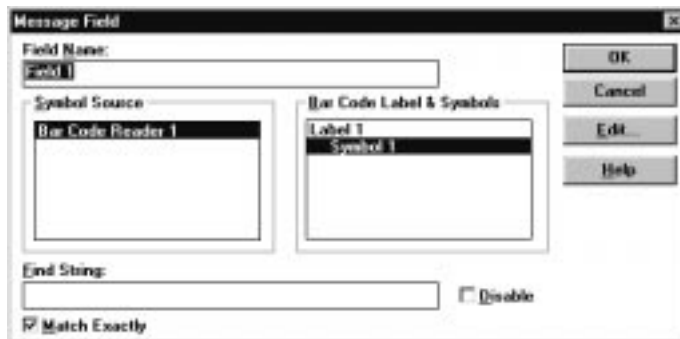 Message Field
Field Name:
Field 1
OK
Cancel
Edit...
Help
Symbol Source
Bar Code Reader 1
Bar Code Label & Symbols
Label 1
Symbol 1
Find String:
Disable
Match Exactly